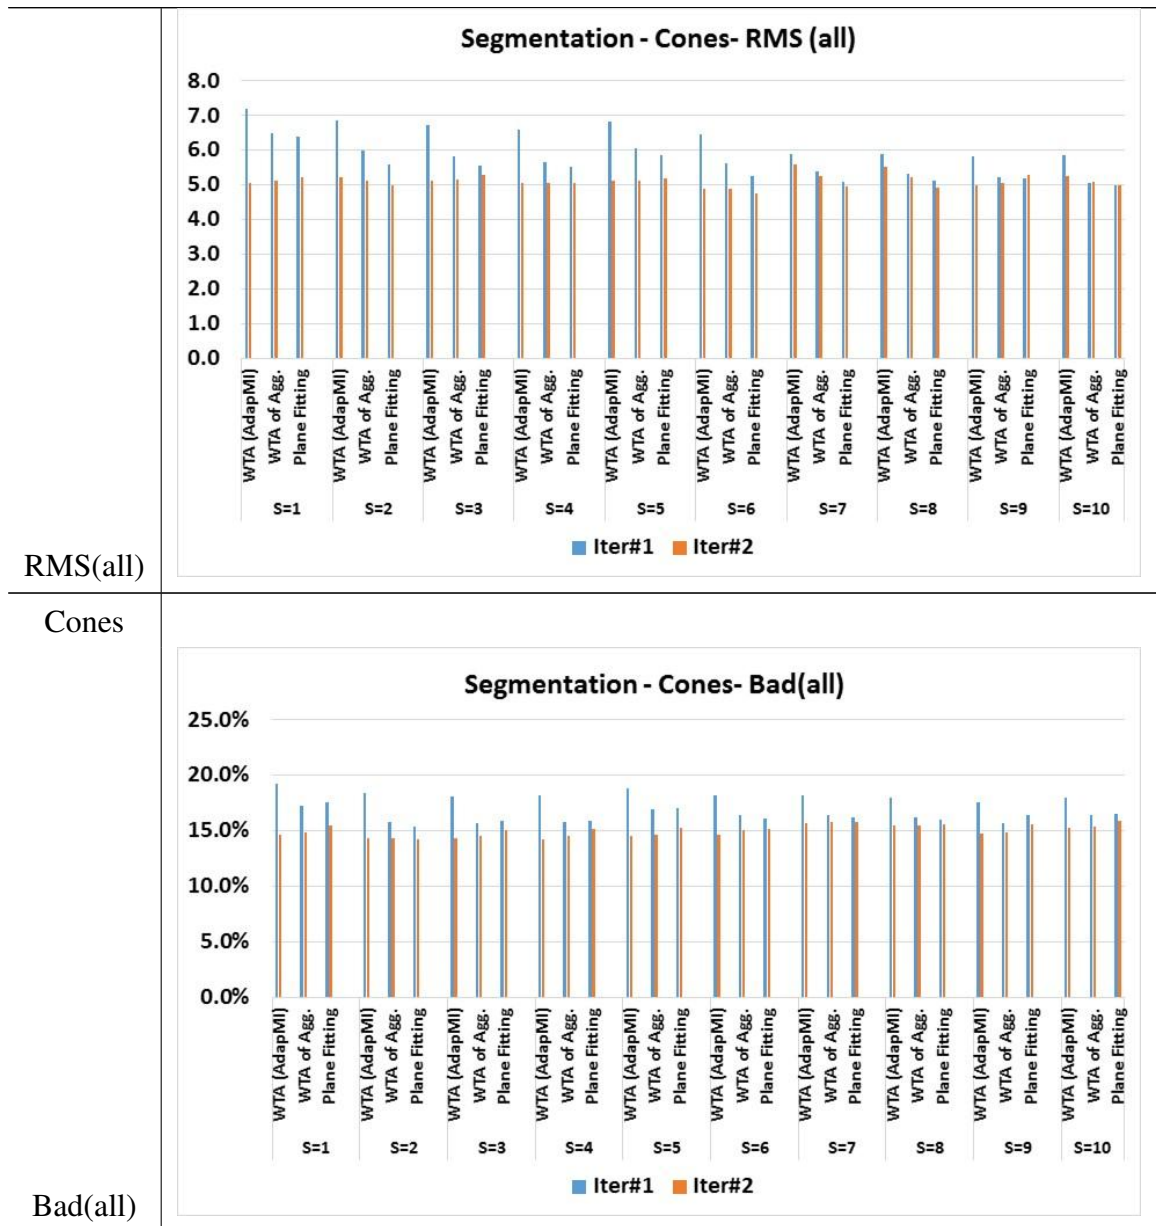 Segmentation - Cones- RMS (all)
8.0
7.0
6.0
5.0
4.0
3.0
2.0
1.0
0.0
WTA (AdapMI) WTA of Agg. Plane Fitting WTA (AdapMI) WTA of Agg. Plane Fitting WTA (AdapMI) WTA of Agg. Plane Fitting WTA (AdapMI) WTA of Agg. Plane Fitting WTA (AdapMI) WTA of Agg. Plane Fitting WTA (AdapMI) WTA of Agg. Plane Fitting WTA (AdapMI) WTA of Agg. Plane Fitting WTA (AdapMI) WTA of Agg. Plane Fitting WTA (AdapMI) WTA of Agg. Plane Fitting WTA (AdapMI) WTA of Agg. Plane Fitting
S=1 S=2 S=3 S=4 S=5 S=6 S=7 S=8 S=9 S=10
Iter#1 Iter#2
RMS(all)
Cones
Segmentation - Cones- Bad(all)
25.0%
20.0%
15.0%
10.0%
5.0%
0.0%
WTA (AdapMI) WTA of Agg. Plane Fitting WTA (AdapMI) WTA of Agg. Plane Fitting WTA (AdapMI) WTA of Agg. Plane Fitting WTA (AdapMI) WTA of Agg. Plane Fitting WTA (AdapMI) WTA of Agg. Plane Fitting WTA (AdapMI) WTA of Agg. Plane Fitting WTA (AdapMI) WTA of Agg. Plane Fitting WTA (AdapMI) WTA of Agg. Plane Fitting WTA (AdapMI) WTA of Agg. Plane Fitting WTA (AdapMI) WTA of Agg. Plane Fitting
S=1 S=2 S=3 S=4 S=5 S=6 S=7 S=8 S=9 S=10
Iter#1 Iter#2
Bad(all)